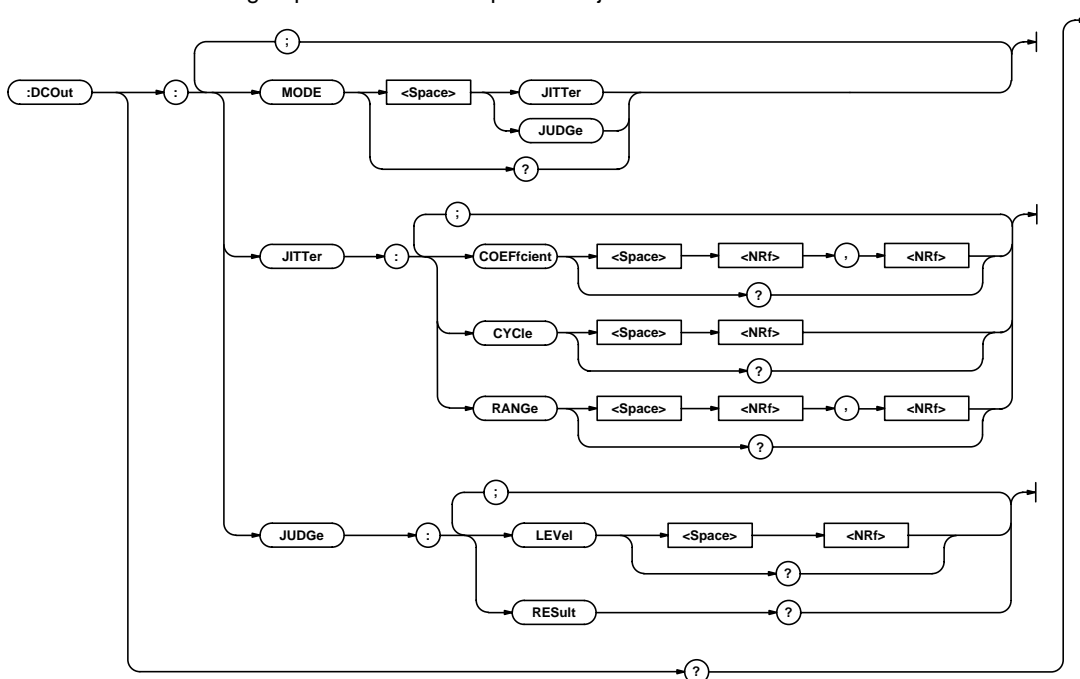 ;
:DCOut : MODE <Space> JITTer
JUDGe
?
;
JITTer : COEFfcient <Space> <NRf> , <NRf>
?
CYCle <Space> <NRf>
?
RANGe <Space> <NRf> , <NRf>
?
;
JUDGe : LEVel <Space> <NRf>
?
RESult ?
?